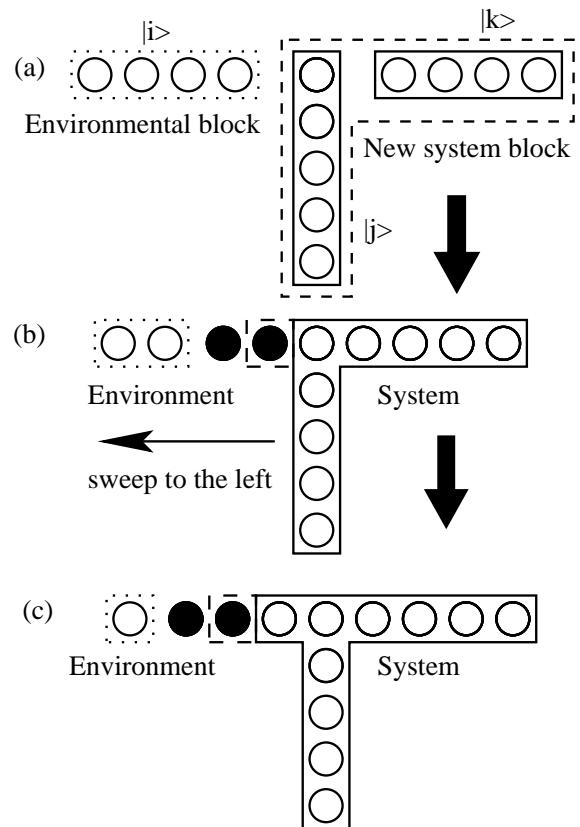 |i>
|k>
(a)
Environmental block
New system block
|j>
(b)
Environment
System
sweep to the left
(c)
Environment
System